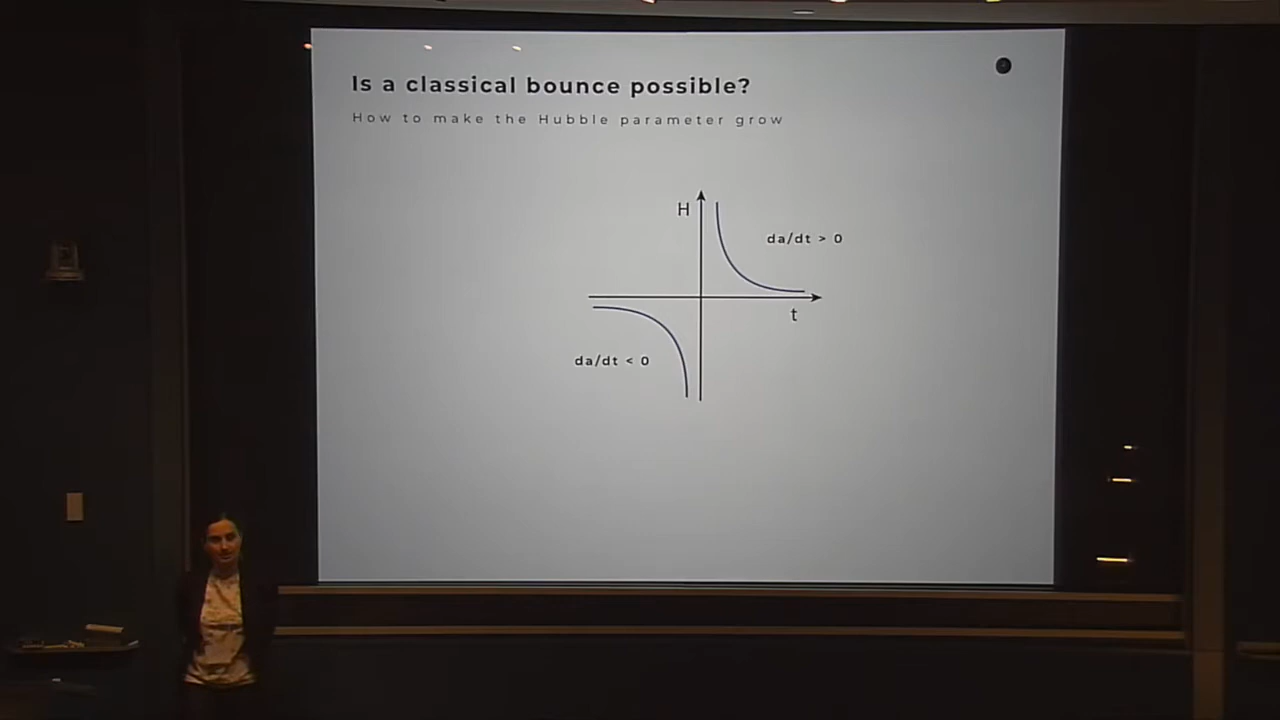 Is a classical bounce possible?
How to make the Hubble parameter grow
H
da/dt > 0
t
da/dt < 0